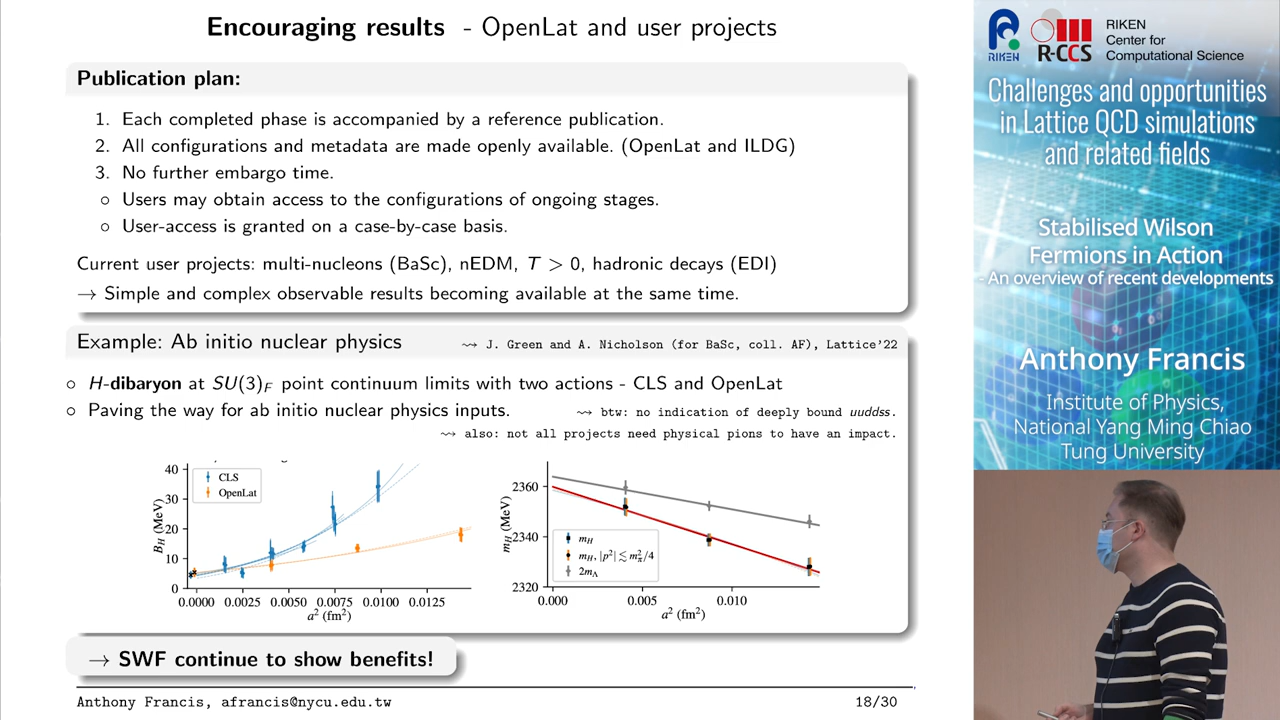 Encouraging results - OpenLat and user projects
Publication plan:
1. Each completed phase is accompanied by a reference publication.
2. All configurations and metadata are made openly available. (OpenLat and ILDG)
3. No further embargo time.
○ Users may obtain access to the configurations of ongoing stages.
○ User-access is granted on a case-by-case basis.
Current user projects: multi-nucleons (BaSc), nEDM, T > 0, hadronic decays (EDI)
→ Simple and complex observable results becoming available at the same time.
Example: Ab initio nuclear physics ⇝ J. Green and A. Nicholson (for BaSc, coll. AF), Lattice'22
○ H-dibaryon at SU(3)F point continuum limits with two actions - CLS and OpenLat
○ Paving the way for ab initio nuclear physics inputs. ⇝ btw: no indication of deeply bound uuddss.
⇝ also: not all projects need physical pions to have an impact.
40
30
20
10
0
BH (MeV)
CLS
OpenLat
0.0000 0.0025 0.0050 0.0075 0.0100 0.0125
a² (fm²)
2360
2340
2320
mH (MeV)
mH
mH, |p²| ≲ mπ²/4
2mΛ
0.000 0.005 0.010
a² (fm²)
→ SWF continue to show benefits!
Anthony Francis, afrancis@nycu.edu.tw 18/30
RIKEN
R-CCS
RIKEN
Center for
Computational Science
Challenges and opportunities
in Lattice QCD simulations
and related fields
Stabilised Wilson
Fermions in Action
- An overview of recent developments
Anthony Francis
Institute of Physics,
National Yang Ming Chiao
Tung University